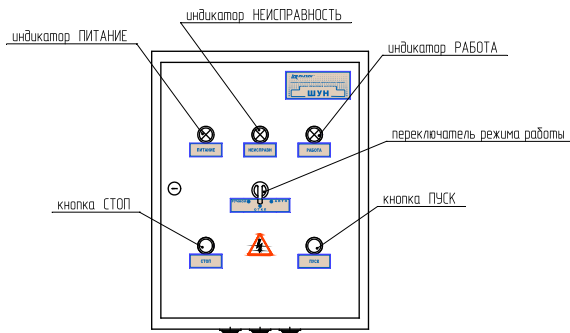 индикатор НЕИСПРАВНОСТЬ
индикатор ПИТАНИЕ
индикатор РАБОТА
ШУН
ПИТАНИЕ
НЕИСПРАВН
РАБОТА
переключатель режима работы
ОТКЛ
кнопка СТОП
кнопка ПУСК
СТОП
ПУСК